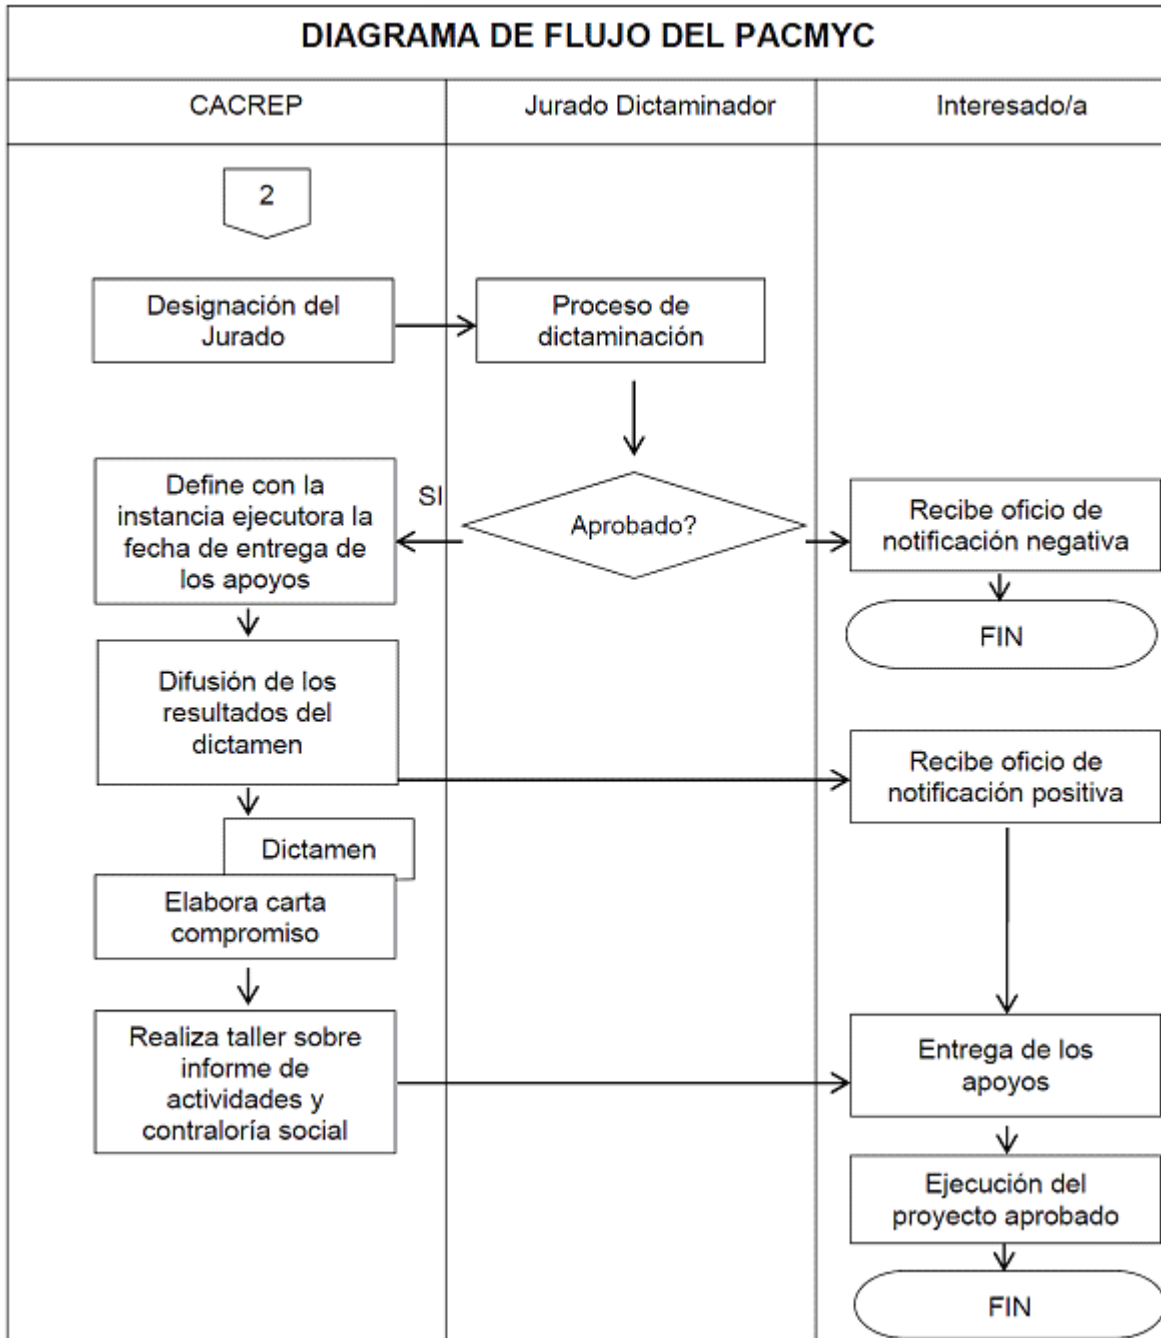 DIAGRAMA DE FLUJO DEL PACMYC
CACREP
Jurado Dictaminador
Interesado/a
2
Designación del
Jurado
Proceso de
dictaminación
Define con la
instancia ejecutora la
fecha de entrega de
los apoyos
SI
Aprobado?
Recibe oficio de
notificación negativa
FIN
Difusión de los
resultados del
dictamen
Recibe oficio de
notificación positiva
Dictamen
Elabora carta
compromiso
Realiza taller sobre
informe de
actividades y
contraloría social
Entrega de los
apoyos
Ejecución del
proyecto aprobado
FIN